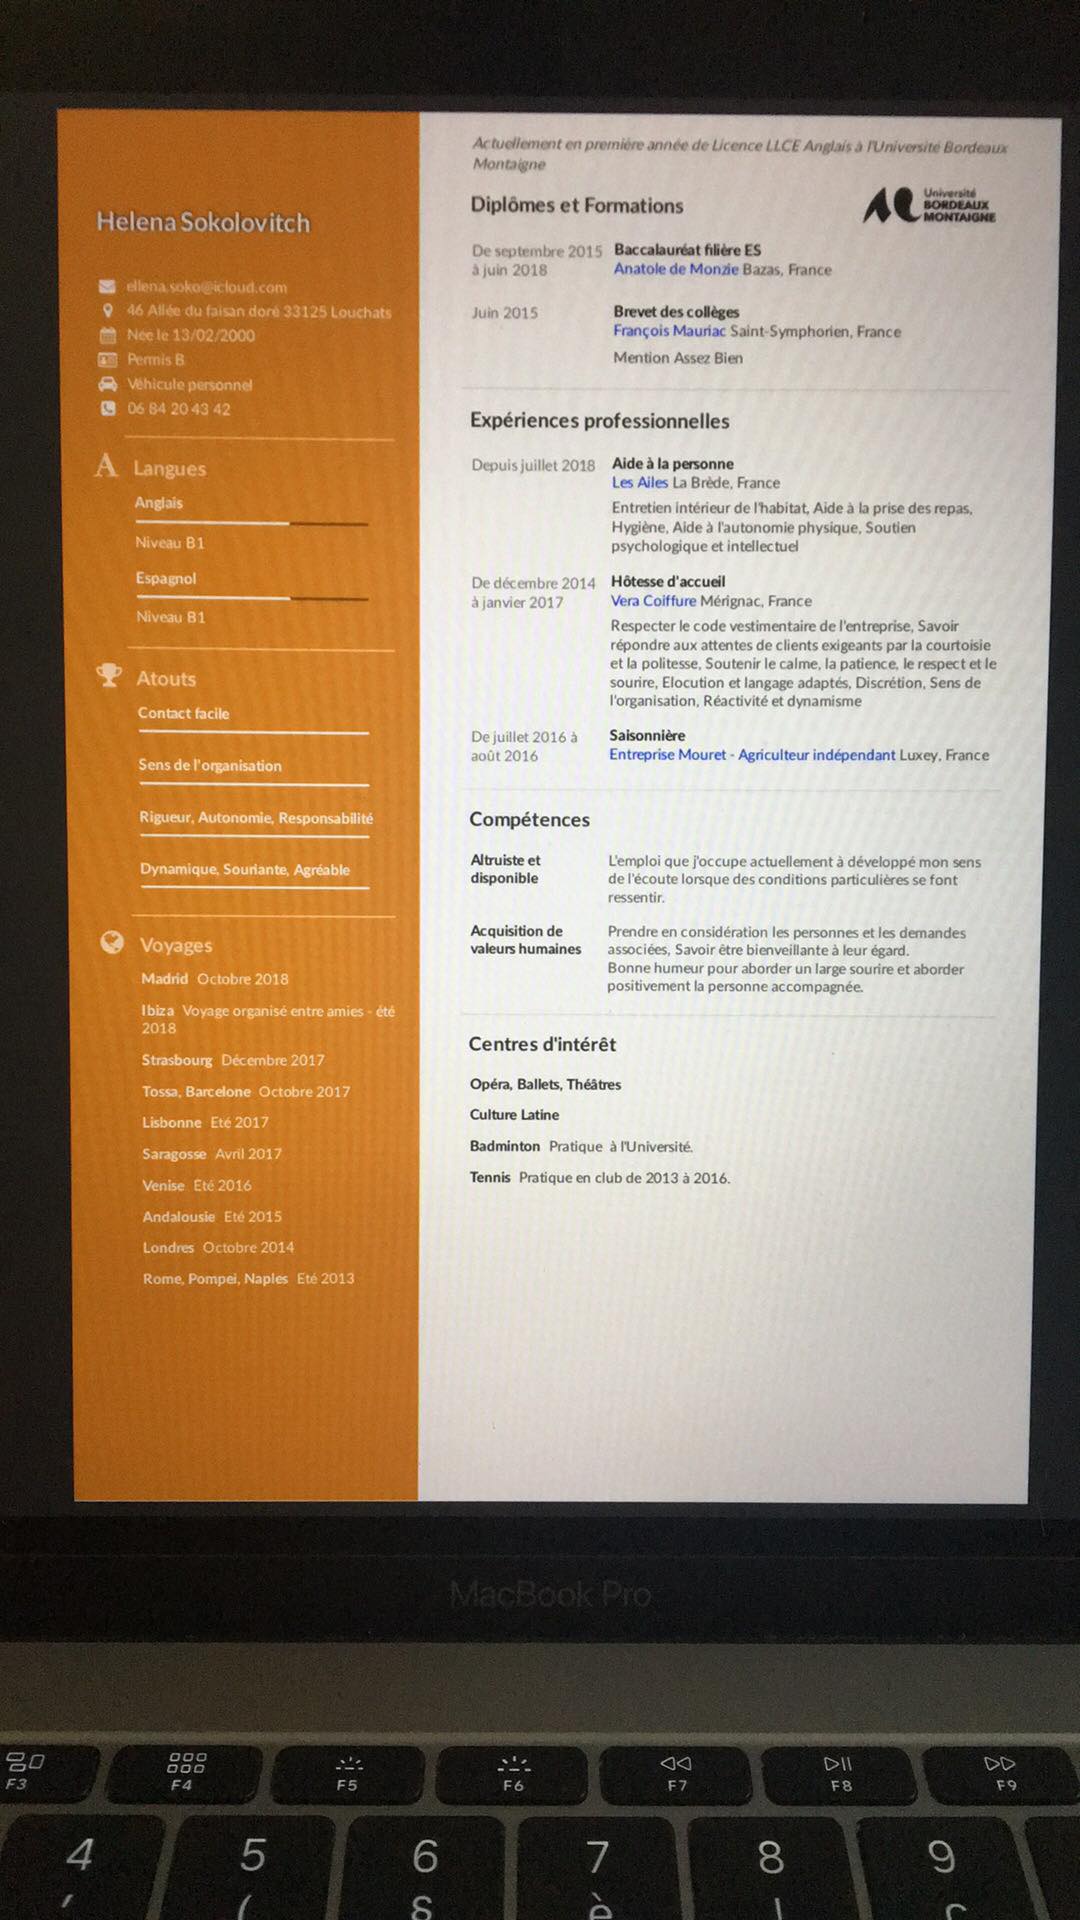 Helena Sokolovitch
ellena.soko@icloud.com
46 Allée du faisan doré 33125 Louchats
Née le 13/02/2000
Permis B
Véhicule personnel
06 84 20 43 42
A Langues
Anglais
Niveau B1
Espagnol
Niveau B1
Atouts
Contact facile
Sens de l'organisation
Rigueur, Autonomie, Responsabilité
Dynamique, Souriante, Agréable
Voyages
Madrid Octobre 2018
Ibiza Voyage organisé entre amies - été
2018
Strasbourg Décembre 2017
Tossa, Barcelone Octobre 2017
Lisbonne Eté 2017
Saragosse Avril 2017
Venise Eté 2016
Andalousie Eté 2015
Londres Octobre 2014
Rome, Pompei, Naples Eté 2013
Actuellement en première année de Licence LLCE Anglais à l'Université Bordeaux
Montaigne
Diplômes et Formations
Université
BORDEAUX
MONTAIGNE
De septembre 2015 Baccalauréat filière ES
à juin 2018 Anatole de Monzie Bazas, France
Juin 2015 Brevet des collèges
François Mauriac Saint-Symphorien, France
Mention Assez Bien
Expériences professionnelles
Depuis juillet 2018 Aide à la personne
Les Ailes La Brède, France
Entretien intérieur de l'habitat, Aide à la prise des repas,
Hygiène, Aide à l'autonomie physique, Soutien
psychologique et intellectuel
De décembre 2014 Hôtesse d'accueil
à janvier 2017 Vera Coiffure Mérignac, France
Respecter le code vestimentaire de l'entreprise, Savoir
répondre aux attentes de clients exigeants par la courtoisie
et la politesse, Soutenir le calme, la patience, le respect et le
sourire, Elocution et langage adaptés, Discrétion, Sens de
l'organisation, Réactivité et dynamisme
De juillet 2016 à Saisonnière
août 2016 Entreprise Mouret - Agriculteur indépendant Luxey, France
Compétences
Altruiste et L'emploi que j'occupe actuellement à développé mon sens
disponible de l'écoute lorsque des conditions particulières se font
ressentir.
Acquisition de Prendre en considération les personnes et les demandes
valeurs humaines associées, Savoir être bienveillante à leur égard.
Bonne humeur pour aborder un large sourire et aborder
positivement la personne accompagnée.
Centres d'intérêt
Opéra, Ballets, Théâtres
Culture Latine
Badminton Pratique à l'Université.
Tennis Pratique en club de 2013 à 2016.
MacBook Pro
F3 F4 F5 F6 F7 F8 F9
4 5 6 7 8 9
' ( § è ! ç